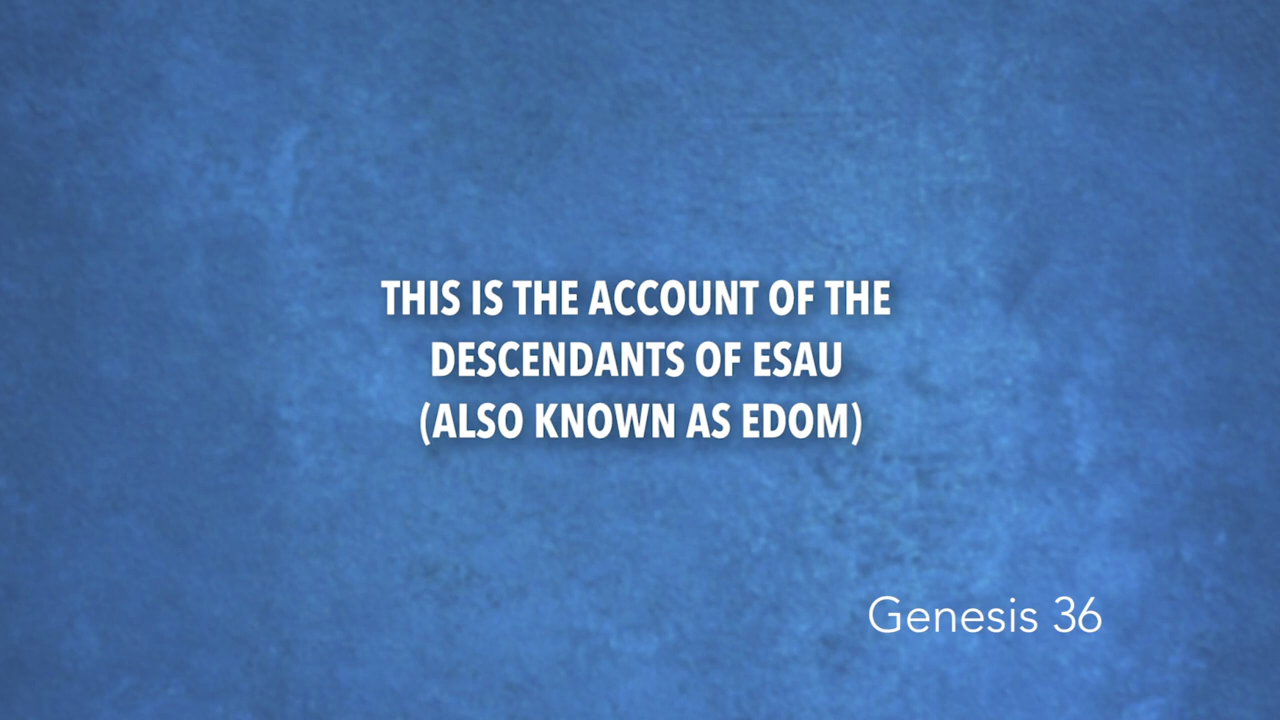 THIS IS THE ACCOUNT OF THE
DESCENDANTS OF ESAU
(ALSO KNOWN AS EDOM)
Genesis 36